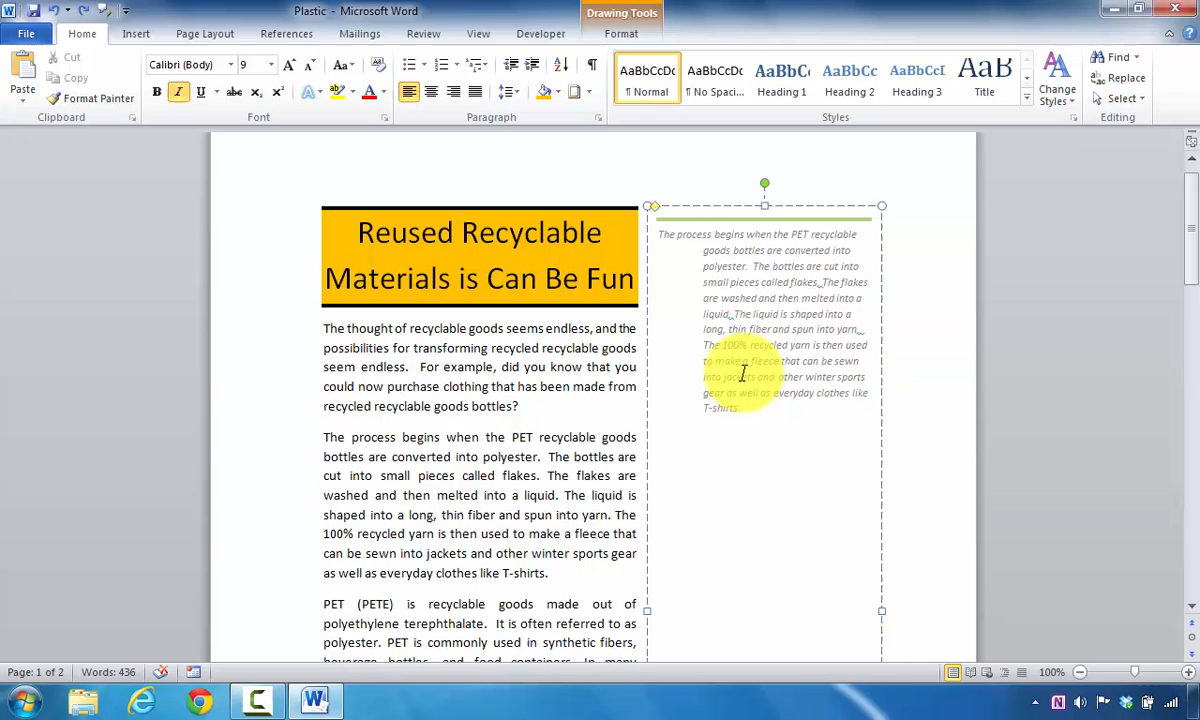 Plastic - Microsoft Word
Drawing Tools
File Home Insert Page Layout References Mailings Review View Developer Format
Paste
Cut
Copy
Format Painter
Clipboard
Calibri (Body) 9
Font
Paragraph
AaBbCcDc AaBbCcDc AaBbCc AaBbCc AaBbCcI AaB
¶ Normal ¶ No Spaci... Heading 1 Heading 2 Heading 3 Title
Change Styles
Styles
Find
Replace
Select
Editing
Reused Recyclable
Materials is Can Be Fun
The thought of recyclable goods seems endless, and the
possibilities for transforming recycled recyclable goods
seem endless. For example, did you know that you
could now purchase clothing that has been made from
recycled recyclable goods bottles?
The process begins when the PET recyclable goods
bottles are converted into polyester. The bottles are
cut into small pieces called flakes. The flakes are
washed and then melted into a liquid. The liquid is
shaped into a long, thin fiber and spun into yarn. The
100% recycled yarn is then used to make a fleece that
can be sewn into jackets and other winter sports gear
as well as everyday clothes like T-shirts.
PET (PETE) is recyclable goods made out of
polyethylene terephthalate. It is often referred to as
polyester. PET is commonly used in synthetic fibers,
beverage bottles, and food containers. In many
The process begins when the PET recyclable
goods bottles are converted into
polyester. The bottles are cut into
small pieces called flakes. The flakes
are washed and then melted into a
liquid. The liquid is shaped into a
long, thin fiber and spun into yarn.
The 100% recycled yarn is then used
to make a fleece that can be sewn
into jackets and other winter sports
gear as well as everyday clothes like
T-shirts.
Page: 1 of 2 Words: 436 100%